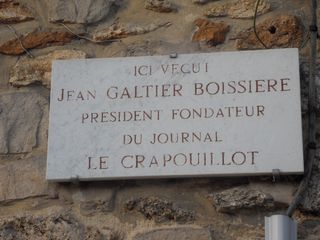 ICI VECUT
JEAN GALTIER BOISSIERE
PRESIDENT FONDATEUR
DU JOURNAL
LE CRAPOUILLOT